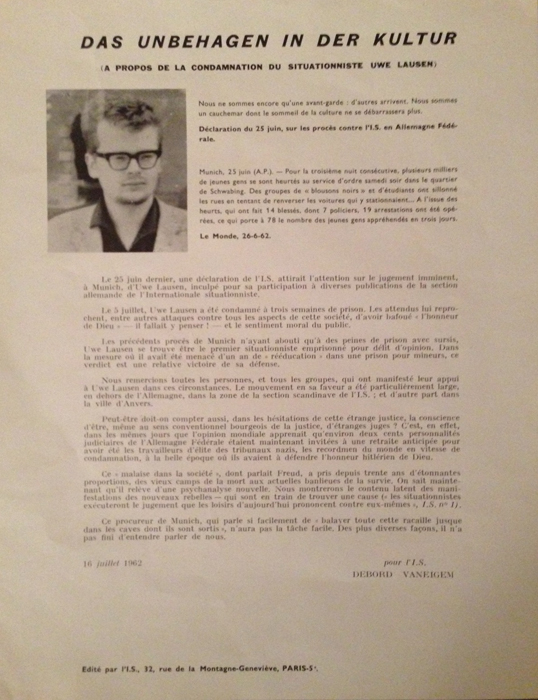 DAS UNBEHAGEN IN DER KULTUR
(A PROPOS DE LA CONDAMNATION DU SITUATIONNISTE UWE LAUSEN)
Nous ne sommes encore qu'une avant-garde : d'autres arrivent. Nous sommes
un cauchemar dont le sommeil de la culture ne se débarrassera plus.
Déclaration du 25 juin, sur les procès contre l'I.S. en Allemagne Fédé-
rale.
Munich, 25 juin (A.P.) — Pour la troisième nuit consécutive, plusieurs milliers
de jeunes gens se sont heurtés au service d'ordre samedi soir dans le quartier
de Schwabing. Des groupes de « blousons noirs » et d'étudiants ont sillonné
les rues en tentant de renverser les voitures qui y stationnaient... A l'issue des
heurts, qui ont fait 14 blessés, dont 7 policiers, 19 arrestations ont été opé-
rées, ce qui porte à 78 le nombre des jeunes gens appréhendés en trois jours.
Le Monde, 26-6-62.
Le 25 juin dernier, une déclaration de l'I.S. attirait l'attention sur le jugement imminent,
à Munich, d'Uwe Lausen, inculpé pour sa participation à diverses publications de la section
allemande de l'Internationale situationniste.
Le 5 juillet, Uwe Lausen a été condamné à trois semaines de prison. Les attendus lui repro-
chent, entre autres attaques contre tous les aspects de cette société, d'avoir bafoué « l'honneur
de Dieu » — il fallait y penser ! — et le sentiment moral du public.
Les précédents procès de Munich n'ayant abouti qu'à des peines de prison avec sursis,
Uwe Lausen se trouve être le premier situationniste emprisonné pour délit d'opinion. Dans
la mesure où il avait été menacé d'un an de « rééducation » dans une prison pour mineurs, ce
verdict est une relative victoire de sa défense.
Nous remercions toutes les personnes, et tous les groupes, qui ont manifesté leur appui
à Uwe Lausen dans ces circonstances. Le mouvement en sa faveur a été particulièrement large,
en dehors de l'Allemagne, dans la zone de la section scandinave de l'I.S. ; et d'autre part dans
la ville d'Anvers.
Peut-être doit-on compter aussi, dans les hésitations de cette étrange justice, la conscience
d'être, même au sens conventionnel bourgeois de la justice, d'étranges juges ? C'est, en effet,
dans les mêmes jours que l'opinion mondiale apprenait qu'environ deux cents personnalités
judiciaires de l'Allemagne Fédérale étaient maintenant invitées à une retraite anticipée pour
avoir été les travailleurs d'élite des tribunaux nazis, les recordmen du monde en vitesse de
condamnation, à la belle époque où ils avaient à défendre l'honneur hitlérien de Dieu.
Ce « malaise dans la société », dont parlait Freud, a pris depuis trente ans d'étonnantes
proportions, des vieux camps de la mort aux actuelles banlieues de la survie. On sait mainte-
nant qu'il relève d'une psychanalyse nouvelle. Nous montrerons le contenu latent des mani-
festations des nouveaux rebelles — qui sont en train de trouver une cause (« les situationnistes
exécuteront le jugement que les loisirs d'aujourd'hui prononcent contre eux-mêmes », I.S. n° 1).
Ce procureur de Munich, qui parle si facilement de « balayer toute cette racaille jusque
dans les caves dont ils sont sortis », n'aura pas la tâche facile. Des plus diverses façons, il n'a
pas fini d'entendre parler de nous.
16 juillet 1962
pour l'I.S.
DEBORD VANEIGEM
Edité par l'I.S., 32, rue de la Montagne-Geneviève, PARIS-5°.